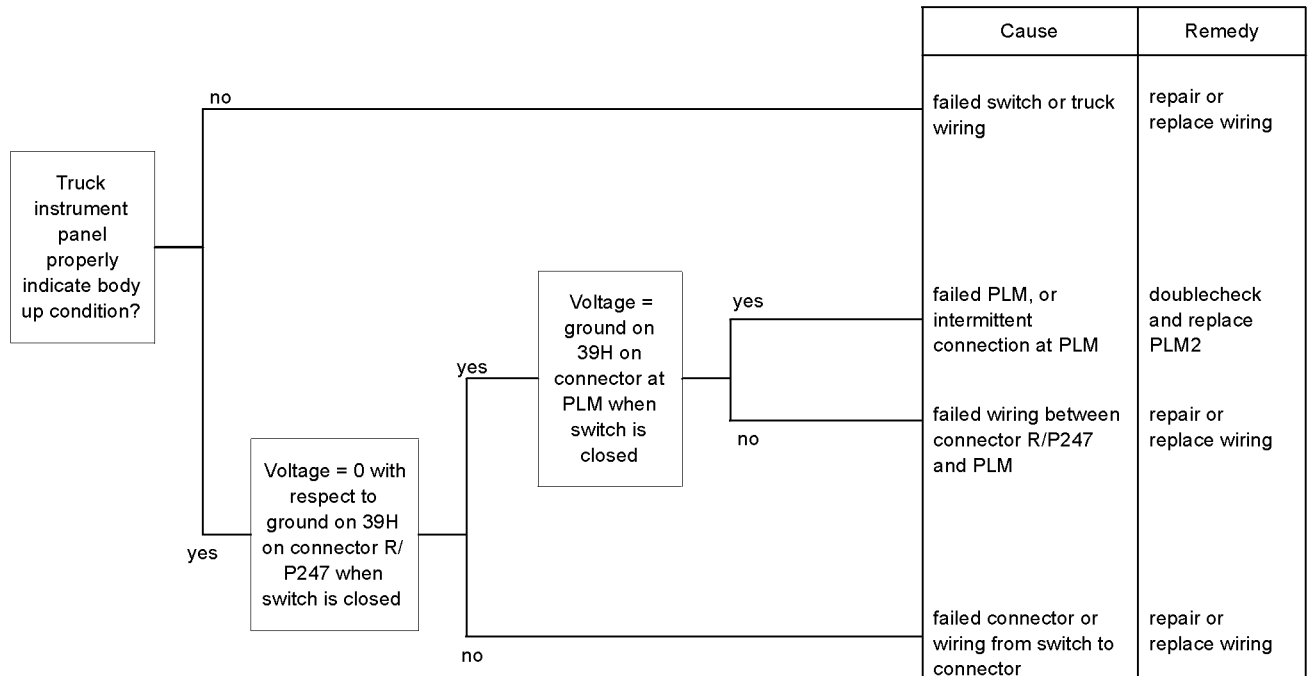 Cause
Remedy
no
failed switch or truck
wiring
repair or
replace wiring
Truck
instrument
panel
properly
indicate body
up condition?
Voltage =
ground on
39H on
connector at
PLM when
switch is
closed
yes
failed PLM, or
intermittent
connection at PLM
doublecheck
and replace
PLM2
yes
no
failed wiring between
connector R/P247
and PLM
repair or
replace wiring
Voltage = 0 with
respect to
ground on 39H
on connector R/
P247 when
switch is closed
yes
no
failed connector or
wiring from switch to
connector
repair or
replace wiring